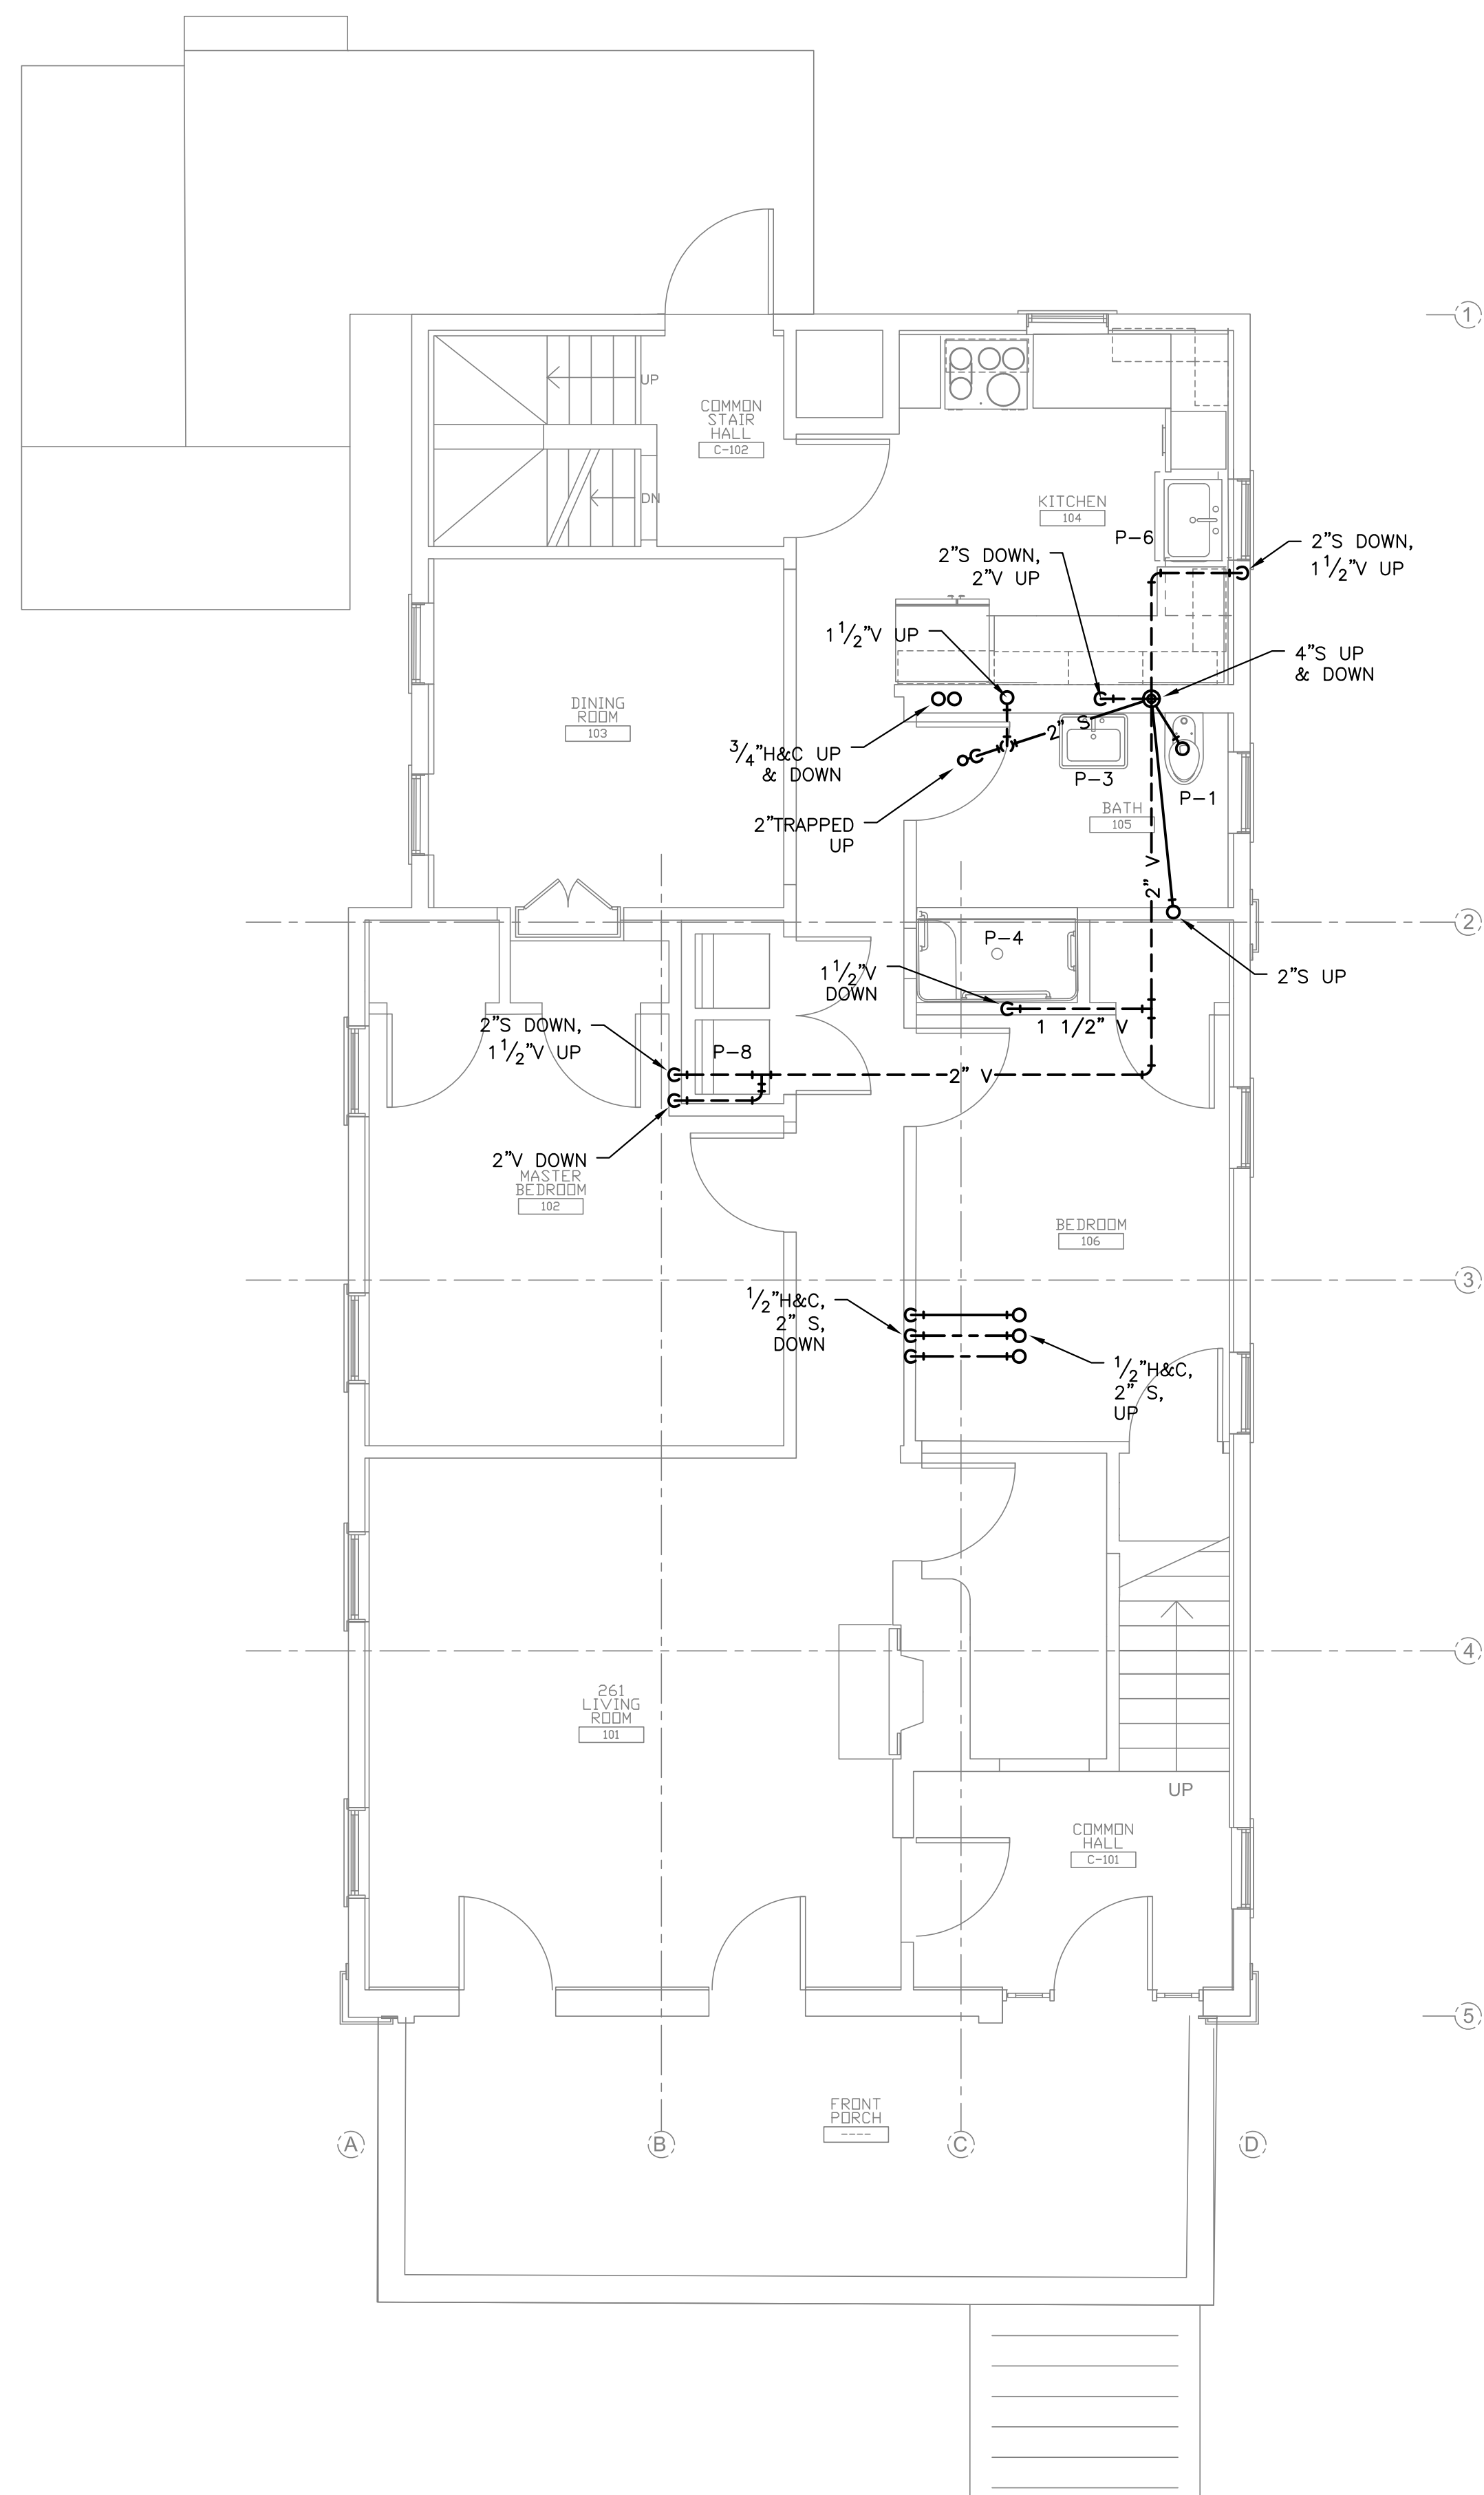 1
UP
COMMON
STAIR
HALL
C-102
DN
KITCHEN
104
P-6
2"S DOWN,
2"V UP
2"S DOWN,
1 1/2"V UP
1 1/2"V UP
4"S UP
& DOWN
DINING
ROOM
103
2" S
3/4"H&C UP
& DOWN
P-3
P-1
BATH
105
2"TRAPPED
UP
2" V
2
P-4
1 1/2"V
DOWN
2"S UP
2"S DOWN,
1 1/2"V UP
1 1/2" V
P-8
2" V
2"V DOWN
MASTER
BEDROOM
102
BEDROOM
106
3
1/2"H&C,
2" S,
DOWN
1/2"H&C,
2" S,
UP
4
261
LIVING
ROOM
101
UP
COMMON
HALL
C-101
5
FRONT
PORCH
----
A
B
C
D